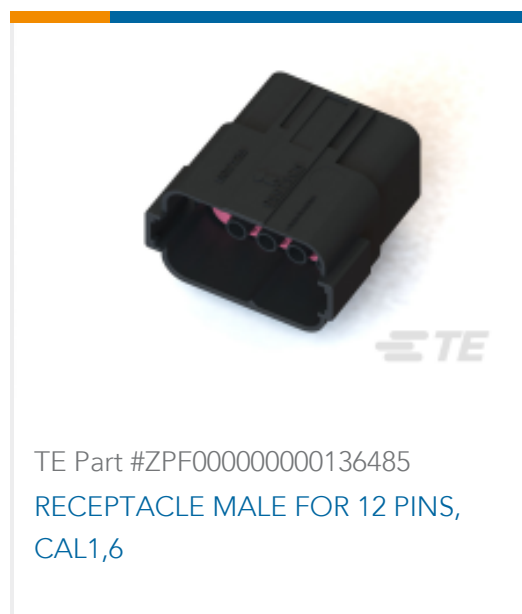 TE
TE Part #ZPF000000000136485
RECEPTACLE MALE FOR 12 PINS,
CAL1,6